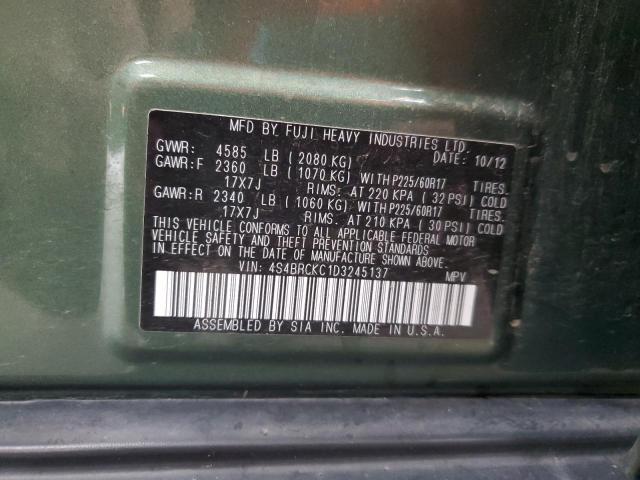 MFD BY FUJI HEAVY INDUSTRIES LTD.
GVWR: 4585 LB ( 2080 KG) DATE: 10/12
GAWR:F 2360 LB ( 1070 KG) WITH P225/60R17 TIRES.
17X7J RIMS. AT 220 KPA ( 32 PSI) COLD
GAWR:R 2340 LB ( 1060 KG) WITH P225/60R17 TIRES.
17X7J RIMS. AT 210 KPA ( 30 PSI) COLD
THIS VEHICLE CONFORMS TO ALL APPLICABLE FEDERAL MOTOR
VEHICLE SAFETY AND THEFT PREVENTION STANDARDS
IN EFFECT ON THE DATE OF MANUFACTURE SHOWN ABOVE.
VIN: 4S4BRCKC1D3245137 MPV
ASSEMBLED BY SIA INC. MADE IN U.S.A.